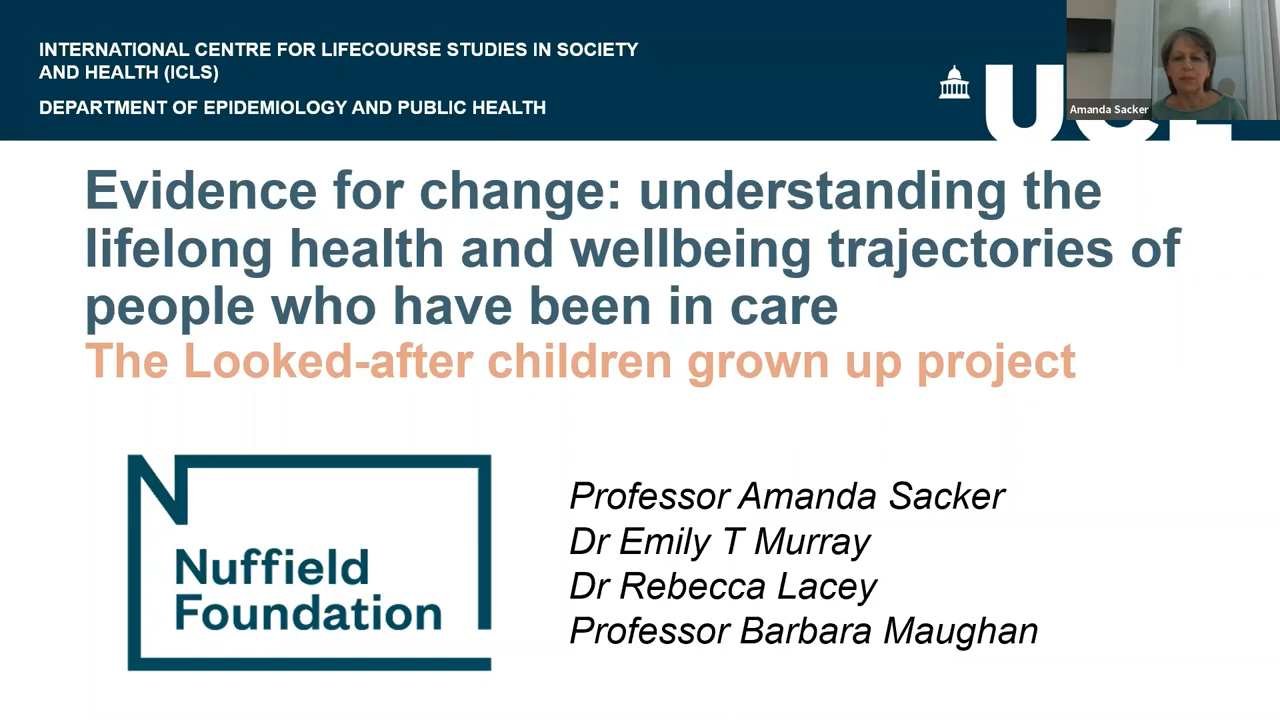 INTERNATIONAL CENTRE FOR LIFECOURSE STUDIES IN SOCIETY
AND HEALTH (ICLS)
DEPARTMENT OF EPIDEMIOLOGY AND PUBLIC HEALTH
Amanda Sacker
Evidence for change: understanding the
lifelong health and wellbeing trajectories of
people who have been in care
The Looked-after children grown up project
Nuffield
Foundation
Professor Amanda Sacker
Dr Emily T Murray
Dr Rebecca Lacey
Professor Barbara Maughan